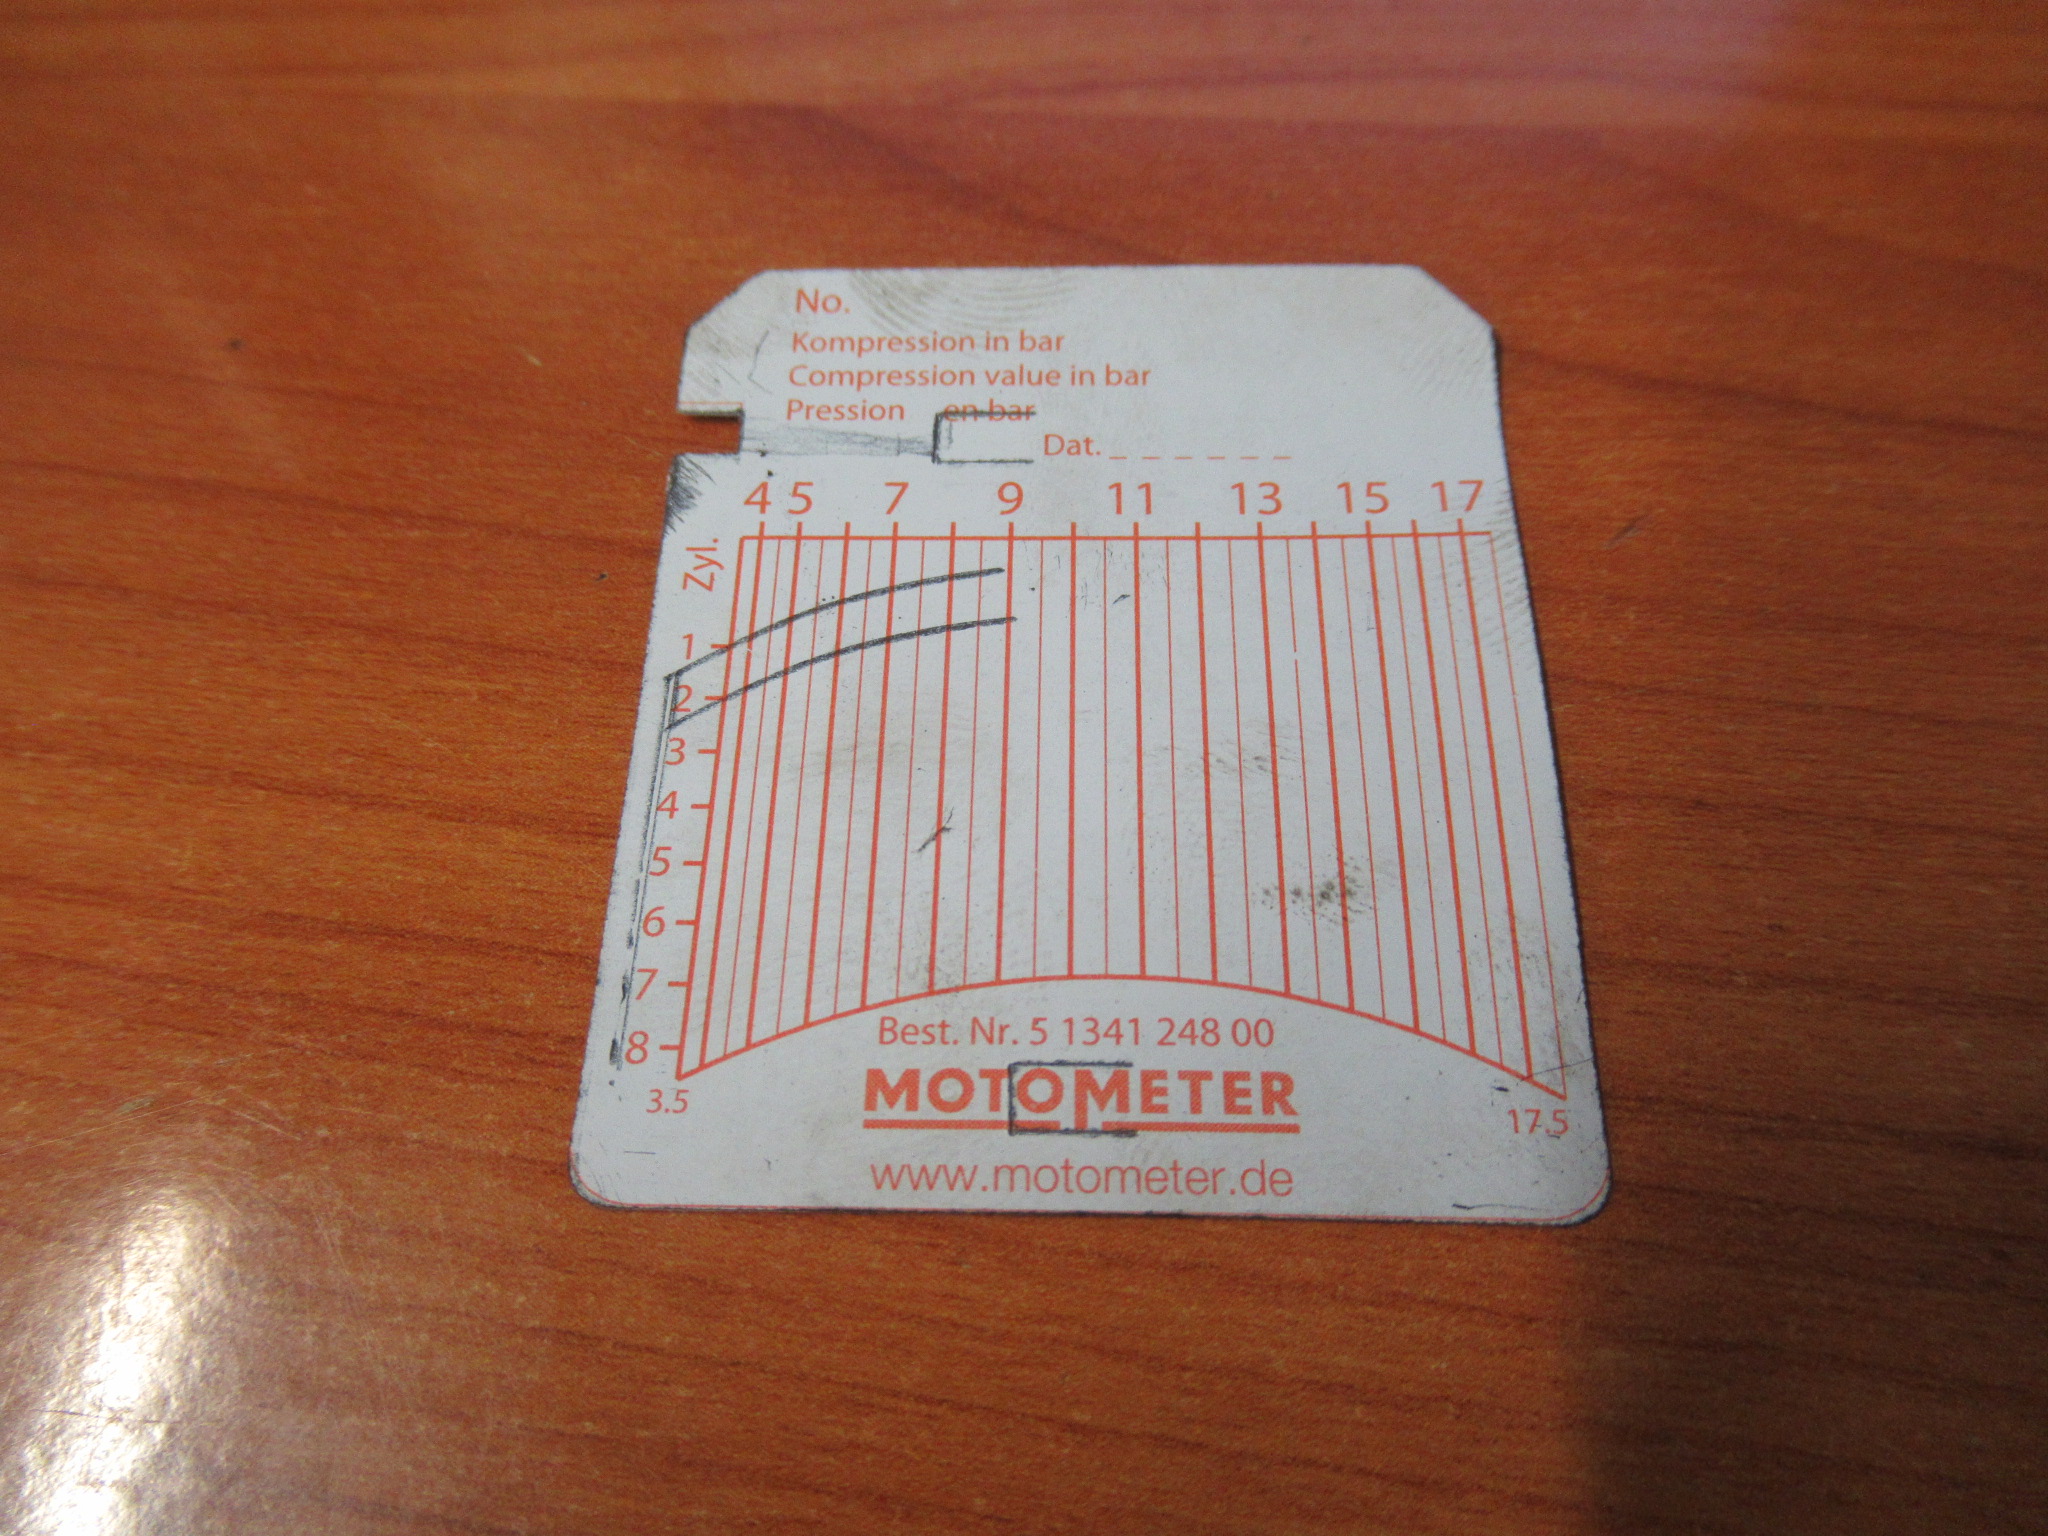 No.
Kompression in bar
Compression value in bar
Pression en bar
Dat. _ _ _ _ _ _
4 5 7 9 11 13 15 17
Zyl.
1
2
3
4
5
6
7
8
3.5
17.5
Best. Nr. 5 1341 248 00
MOTOMETER
www.motometer.de